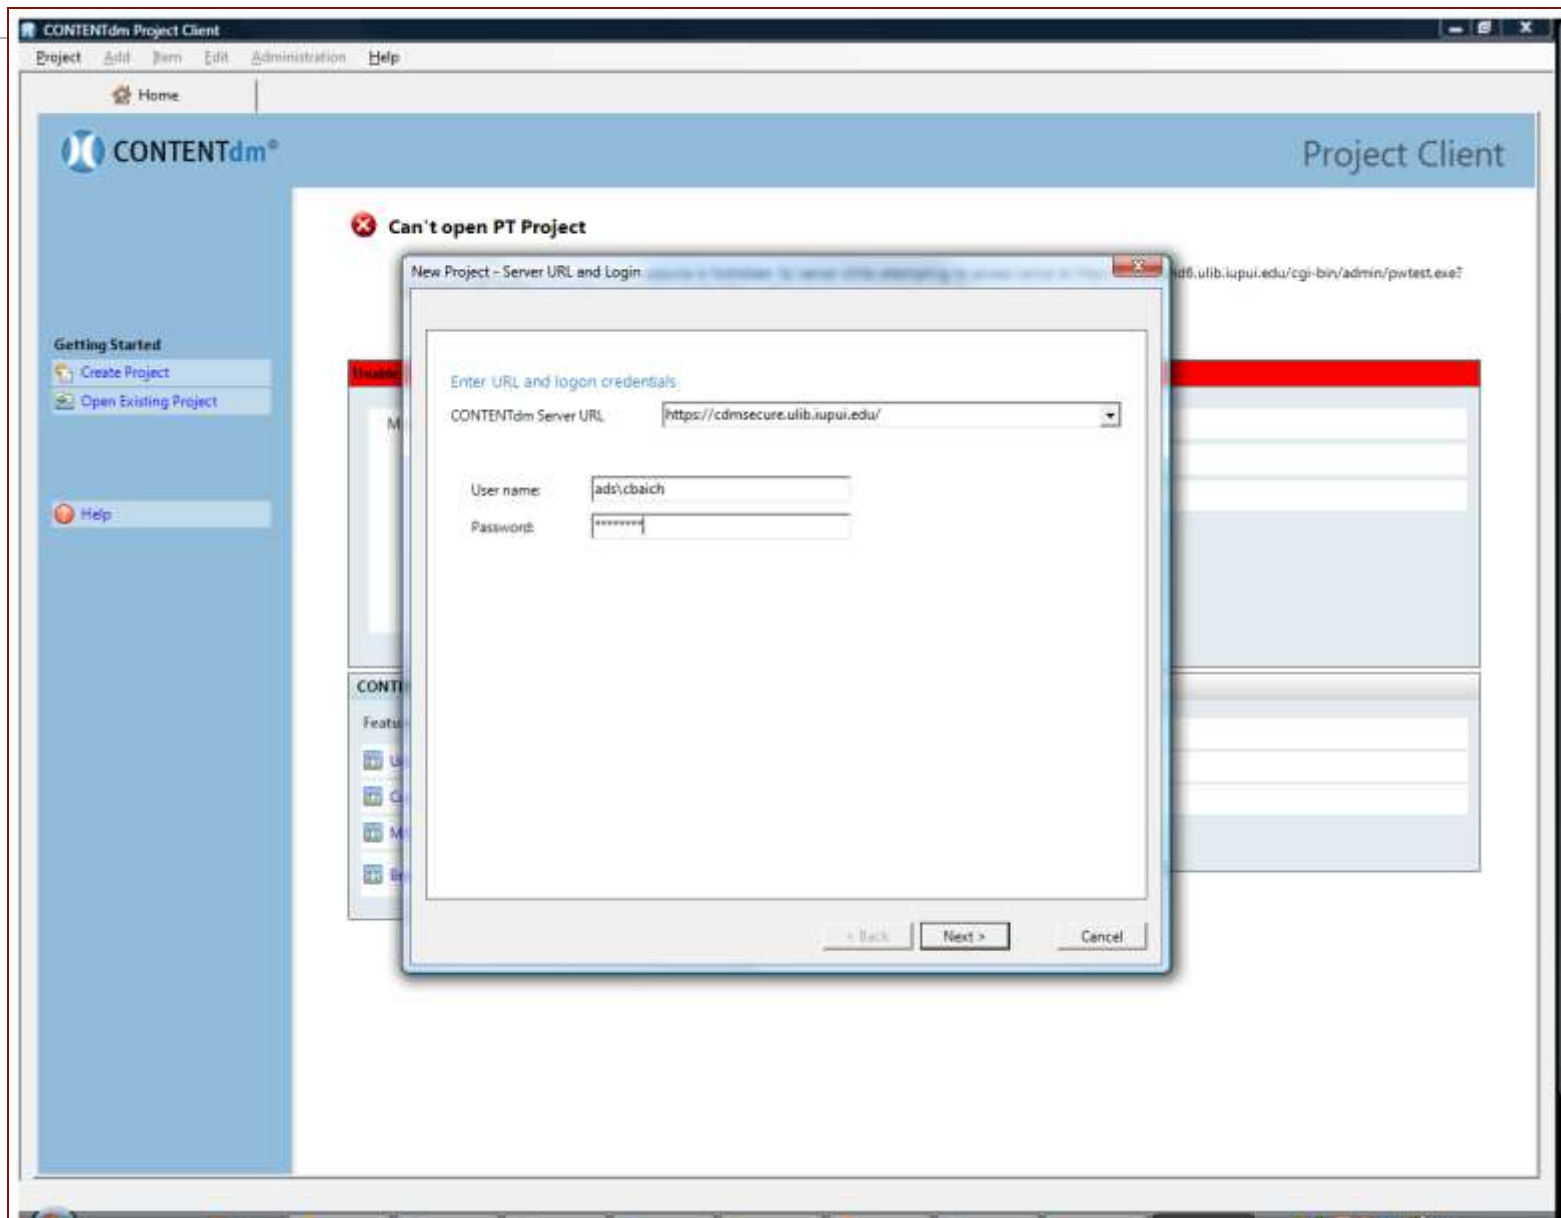 CONTENTdm Project Client
Project Add Item Edit Administration Help
Home
CONTENTdm®
Project Client
Can't open PT Project
New Project - Server URL and Login
d6.ulib.iupui.edu/cgi-bin/admin/pwtest.exe?
Getting Started
Create Project
Open Existing Project
Help
Enter URL and logon credentials
CONTENTdm Server URL
https://cdmsecure.ulib.iupui.edu/
User name:
ads\cbaich
Password:
********
CONT
Featu
< Back
Next >
Cancel